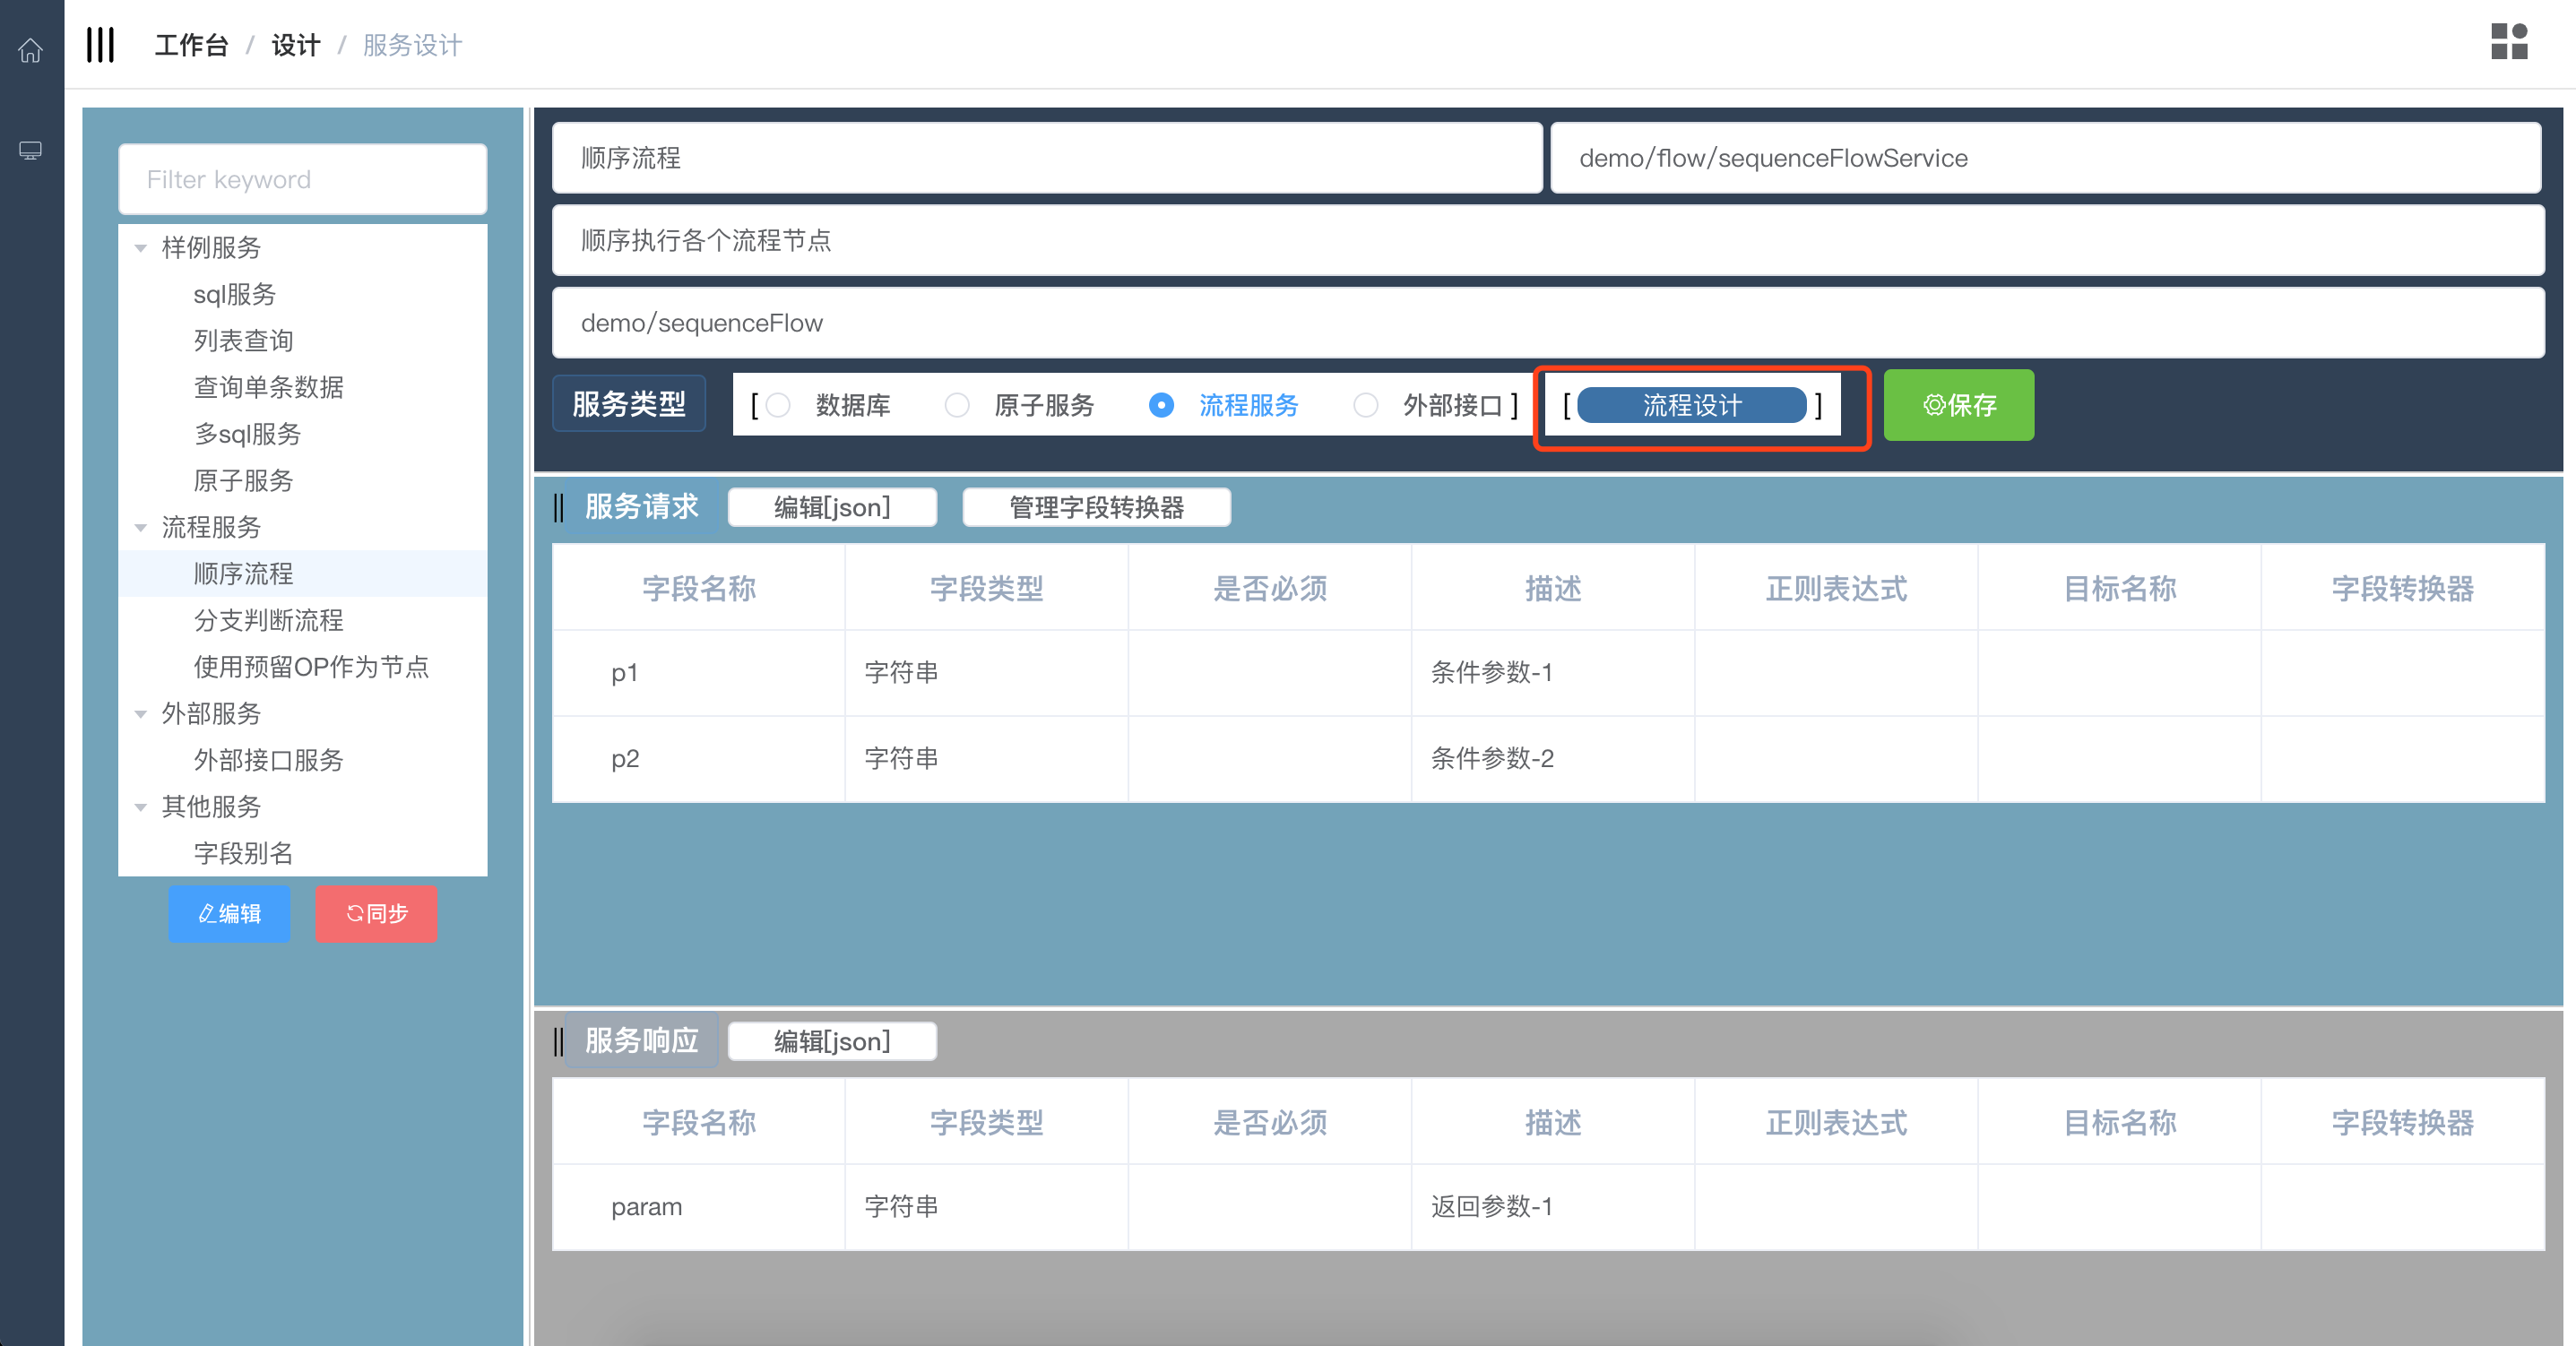 工作台 / 设计 / 服务设计
Filter keyword
样例服务
sql服务
列表查询
查询单条数据
多sql服务
原子服务
流程服务
顺序流程
分支判断流程
使用预留OP作为节点
外部服务
外部接口服务
其他服务
字段别名
编辑 同步
顺序流程 demo/flow/sequenceFlowService
顺序执行各个流程节点
demo/sequenceFlow
服务类型 [ 数据库 原子服务 流程服务 外部接口 ] [ 流程设计 ] 保存
服务请求 编辑[json] 管理字段转换器
字段名称 字段类型 是否必须 描述 正则表达式 目标名称 字段转换器
p1 字符串 条件参数-1
p2 字符串 条件参数-2
服务响应 编辑[json]
字段名称 字段类型 是否必须 描述 正则表达式 目标名称 字段转换器
param 字符串 返回参数-1